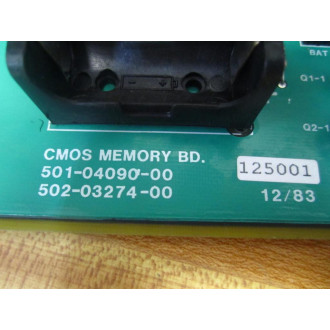 BAT
Q1-1
Q2-1
CMOS MEMORY BD.
501-04090-00
125001
502-03274-00
12/83